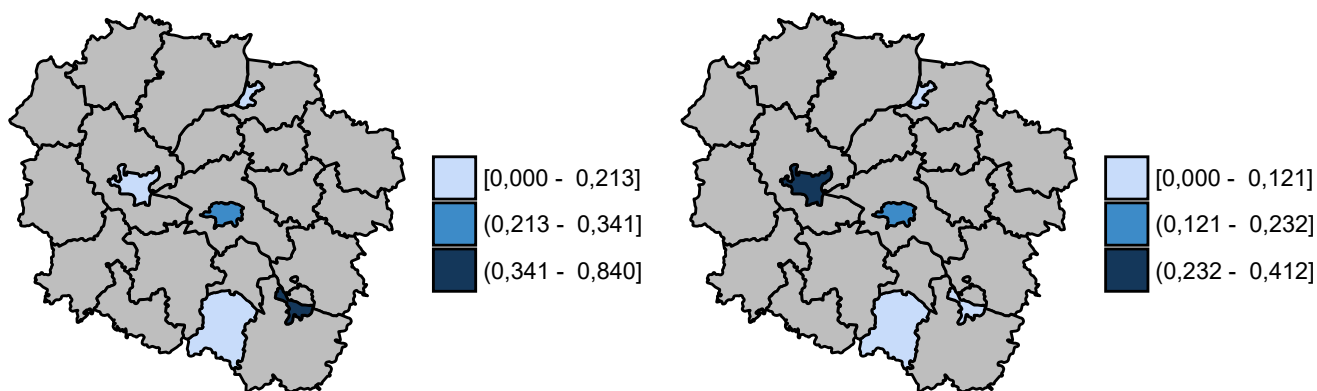 [0,000 - 0,213]
(0,213 - 0,341]
(0,341 - 0,840]
[0,000 - 0,121]
(0,121 - 0,232]
(0,232 - 0,412]